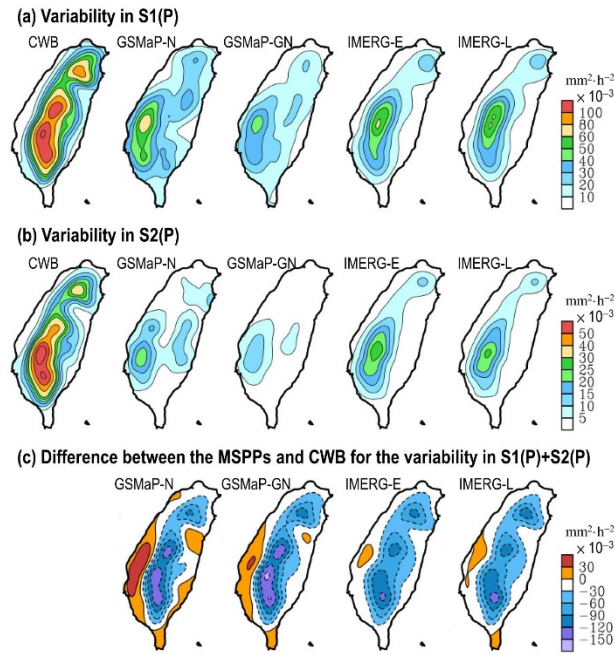 (a) Variability in S1(P)
CWB GSMaP-N GSMaP-GN IMERG-E IMERG-L
mm²·h⁻²
× 10⁻³
100
80
60
50
40
30
20
10
(b) Variability in S2(P)
CWB GSMaP-N GSMaP-GN IMERG-E IMERG-L
mm²·h⁻²
× 10⁻³
50
40
30
25
20
15
10
5
(c) Difference between the MSPPs and CWB for the variability in S1(P)+S2(P)
GSMaP-N GSMaP-GN IMERG-E IMERG-L
mm²·h⁻²
× 10⁻³
30
0
−30
−60
−90
−120
−150